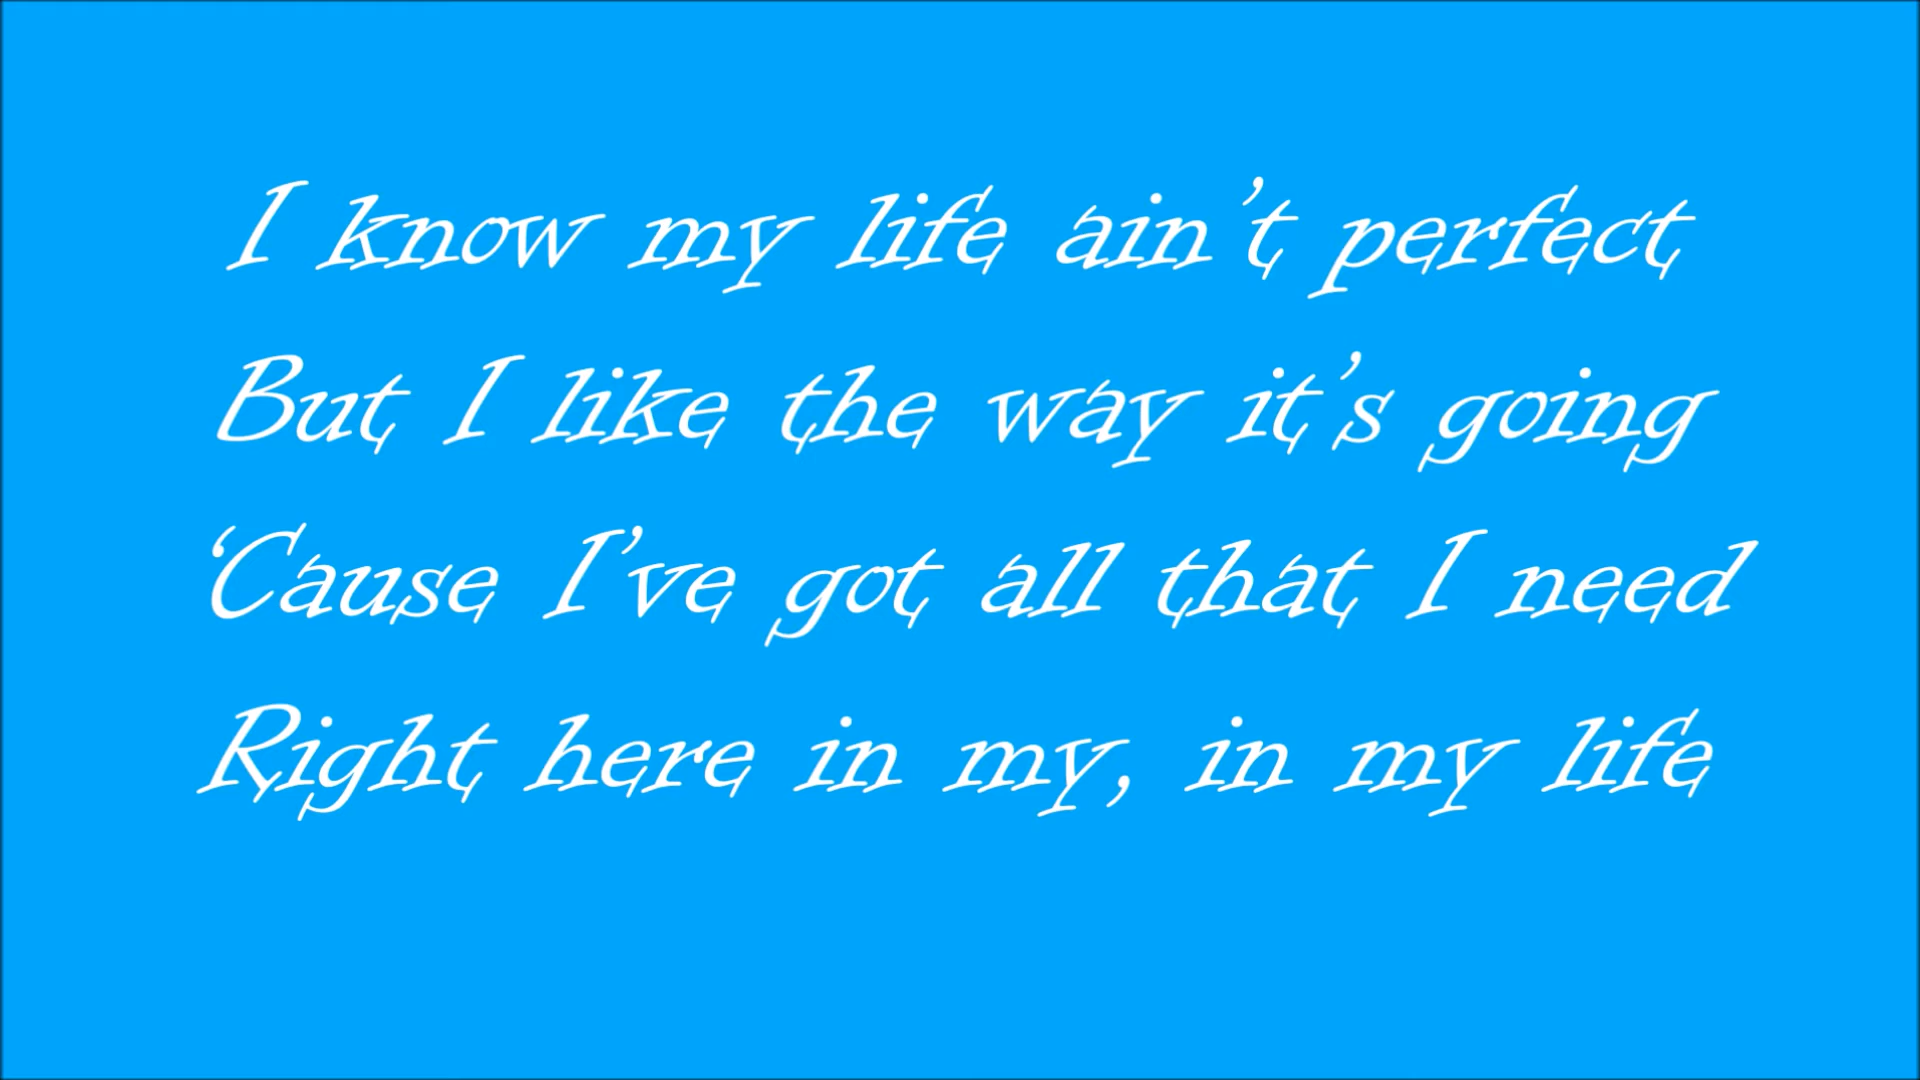 I know my life ain’t perfect
But I like the way it’s going
‘Cause I’ve got all that I need
Right here in my, in my life